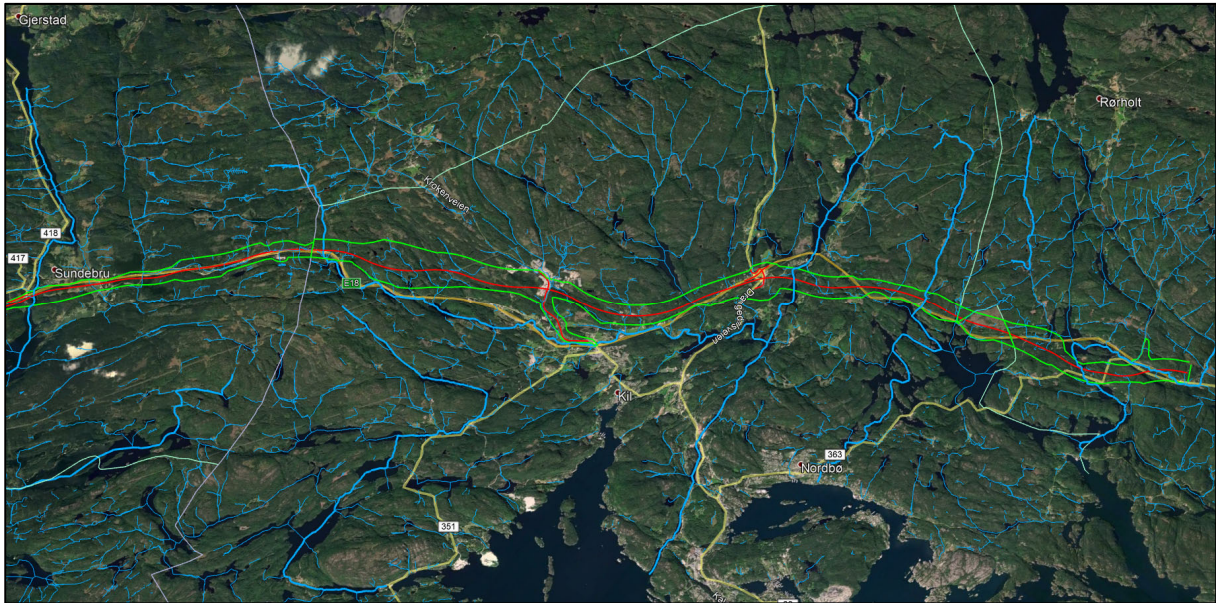 Gjerstad
Rørholt
Krokenveien
418
417
Sundebru
E18
Kil
Nordbø
363
351